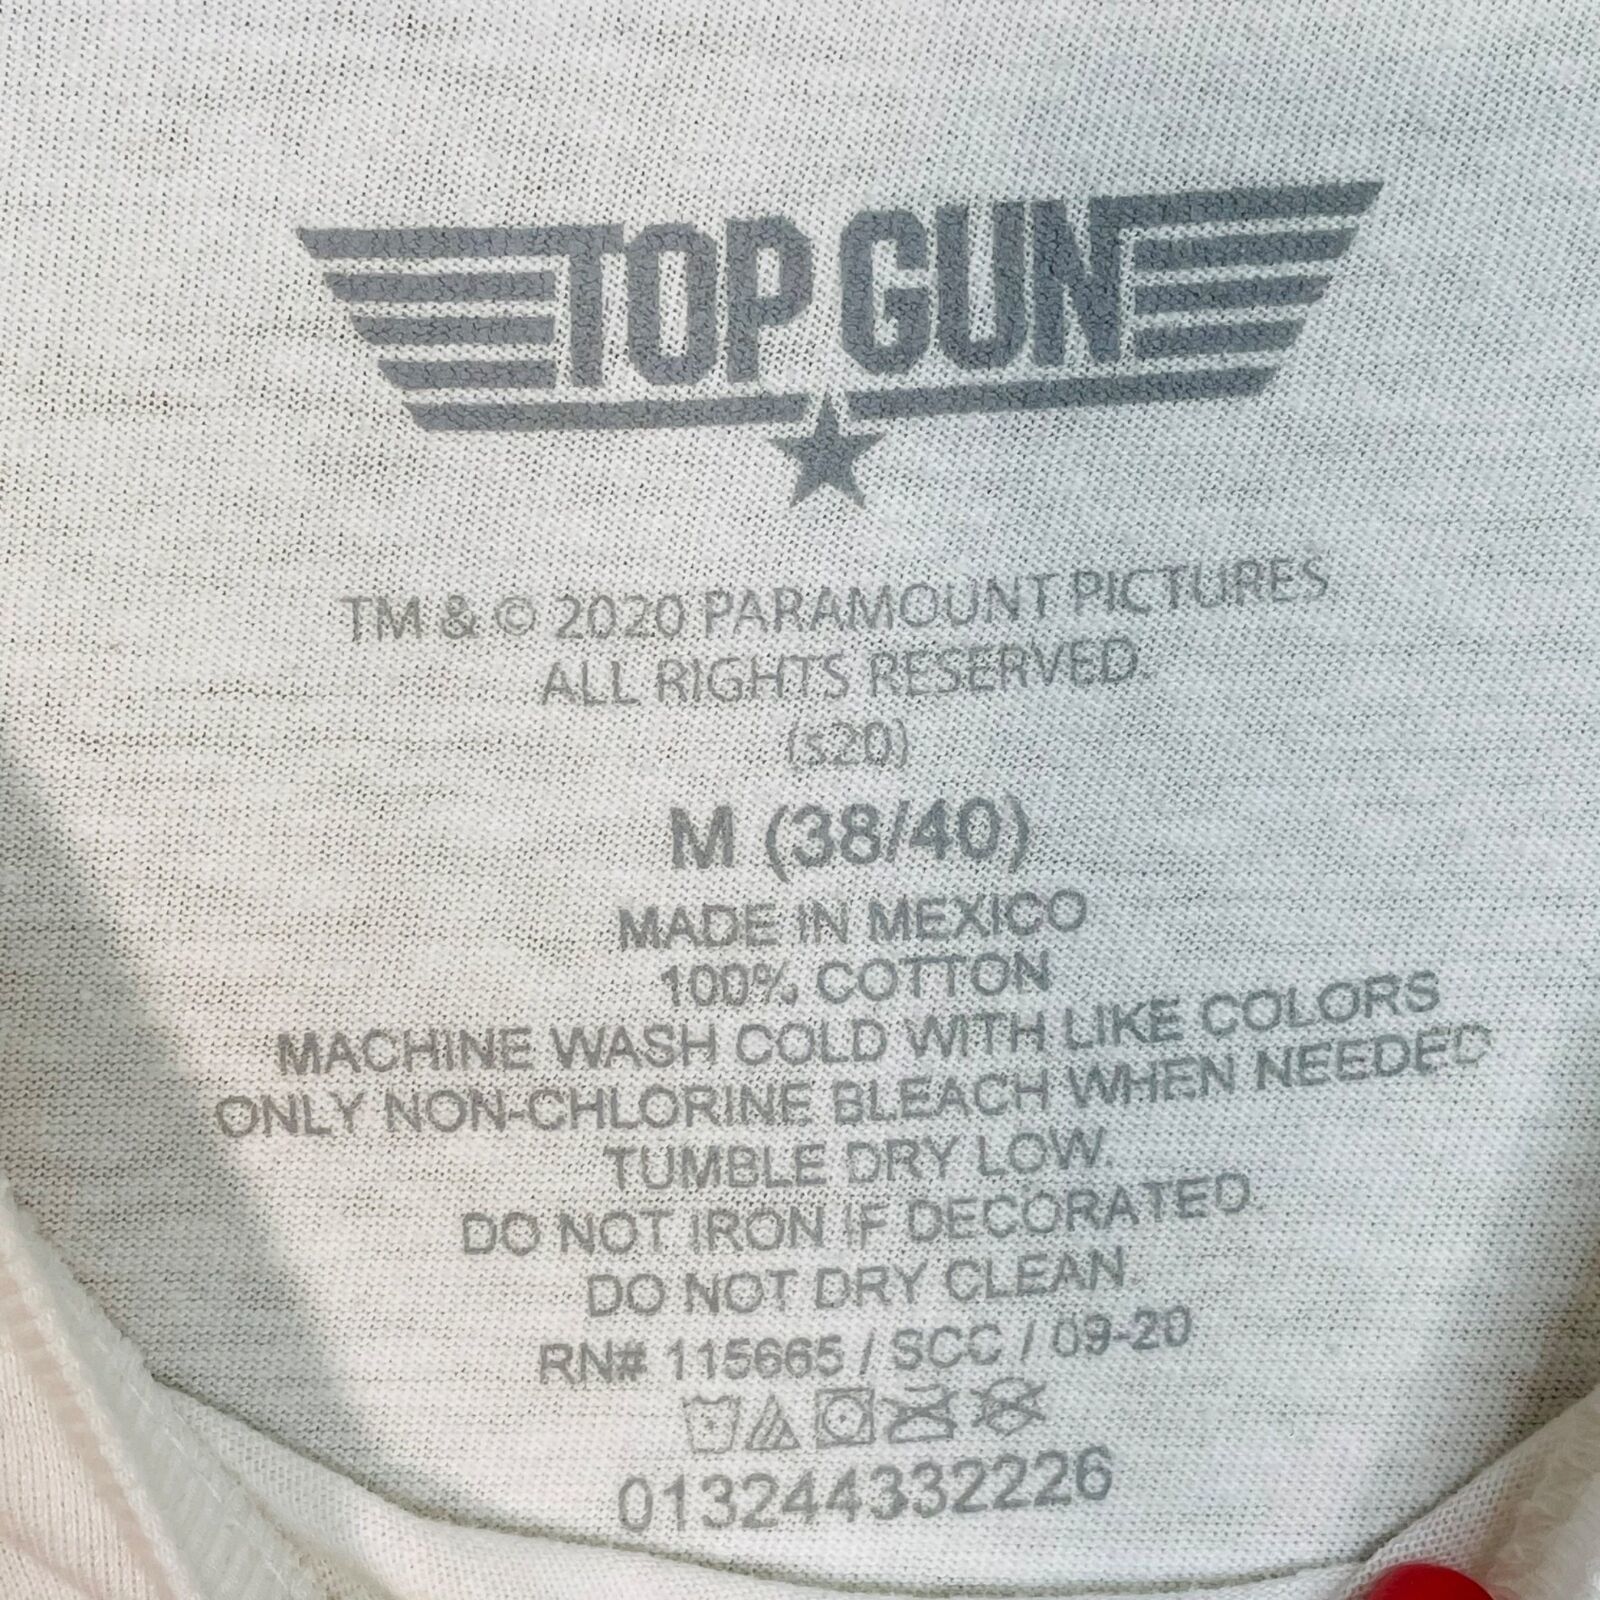 TOP GUN
TM & © 2020 PARAMOUNT PICTURES.
ALL RIGHTS RESERVED.
(s20)
M (38/40)
MADE IN MEXICO
100% COTTON
MACHINE WASH COLD WITH LIKE COLORS
ONLY NON-CHLORINE BLEACH WHEN NEEDED
TUMBLE DRY LOW.
DO NOT IRON IF DECORATED.
DO NOT DRY CLEAN.
RN# 115665 / SCC / 09-20
013244332226